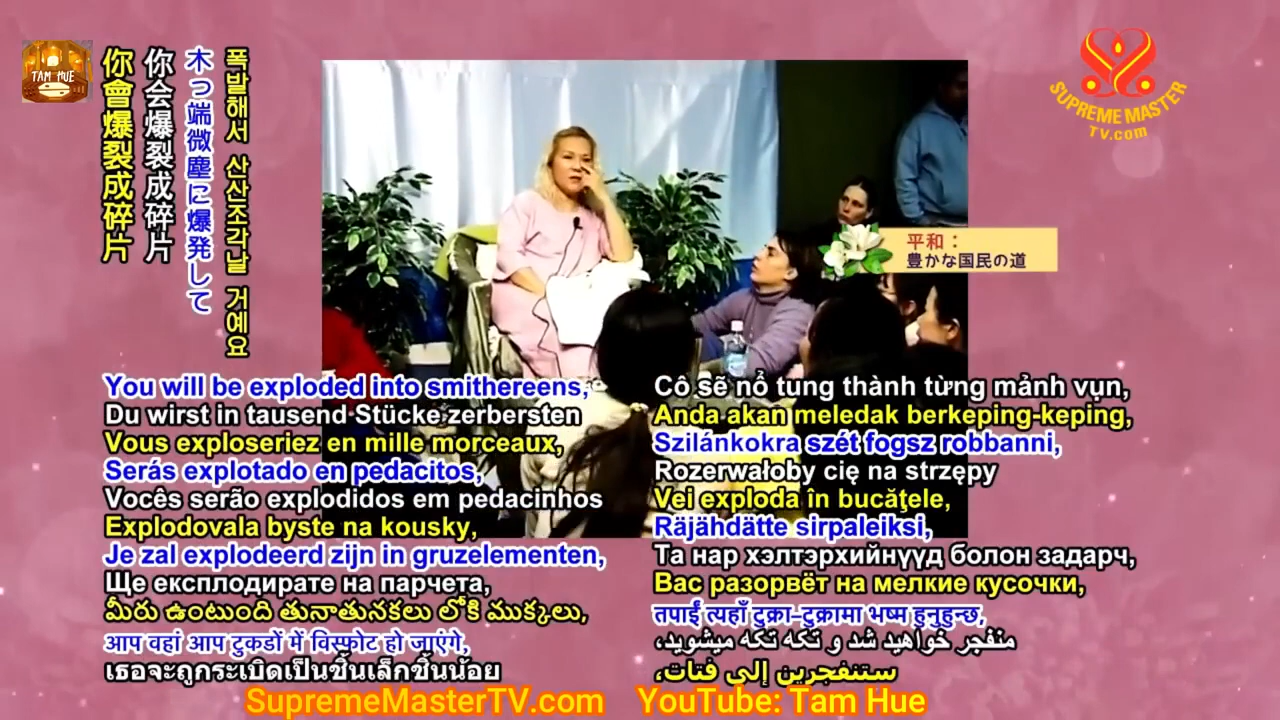 TAM HUE
你會爆裂成碎片
你会爆裂成碎片
木っ端微塵に爆発して
폭발해서 산산조각날 거예요
SUPREME MASTER
TV.com
平和：
豊かな国民の道
You will be exploded into smithereens,
Du wirst in tausend Stücke zerbersten
Vous exploseriez en mille morceaux,
Serás explotado en pedacitos,
Vocês serão explodidos em pedacinhos
Explodovala byste na kousky,
Je zal explodeerd zijn in gruzelementen,
Ще експлодирате на парчета,
మీరు ఉంటుంది తునాతునకలు లోకి ముక్కలు,
आप वहां आप टुकडों में विस्फोट हो जाएंगे,
เธอจะถูกระเบิดเป็นชิ้นเล็กชิ้นน้อย
Cô sẽ nổ tung thành từng mảnh vụn,
Anda akan meledak berkeping-keping,
Szilánkokra szét fogsz robbanni,
Rozerwałoby cię na strzępy
Vei exploda în bucăţele,
Räjähdätte sirpaleiksi,
Та нар хэлтэрхийнүүд болон задарч,
Вас разорвёт на мелкие кусочки,
तपाईं त्यहाँ टुक्रा-टुक्रामा भष्म हुनुहुन्छ,
منفجر خواهید شد و تکه تکه میشوید،
ستنفجرين إلى فتات،
SupremeMasterTV.com YouTube: Tam Hue